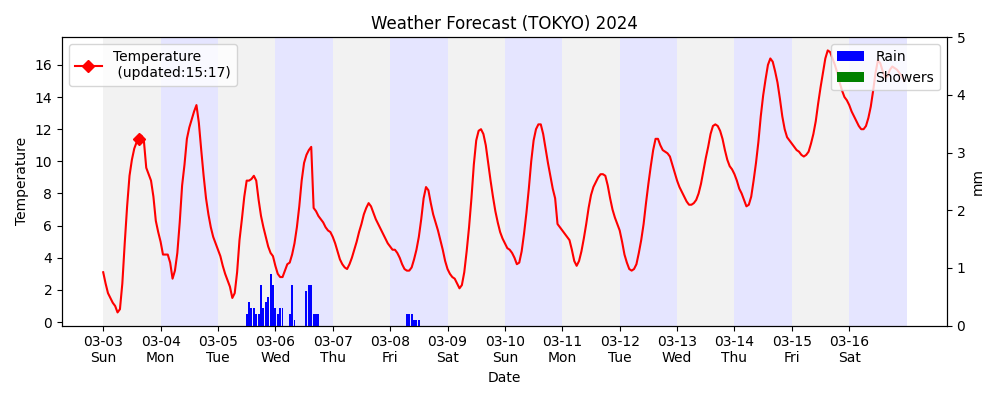 Weather Forecast (TOKYO) 2024
Temperature
(updated:15:17)
Rain
Showers
Temperature
16
14
12
10
8
6
4
2
0
5
4
3
2
1
0
mm
03-03 03-04 03-05 03-06 03-07 03-08 03-09 03-10 03-11 03-12 03-13 03-14 03-15 03-16
Sun Mon Tue Wed Thu Fri Sat Sun Mon Tue Wed Thu Fri Sat
Date